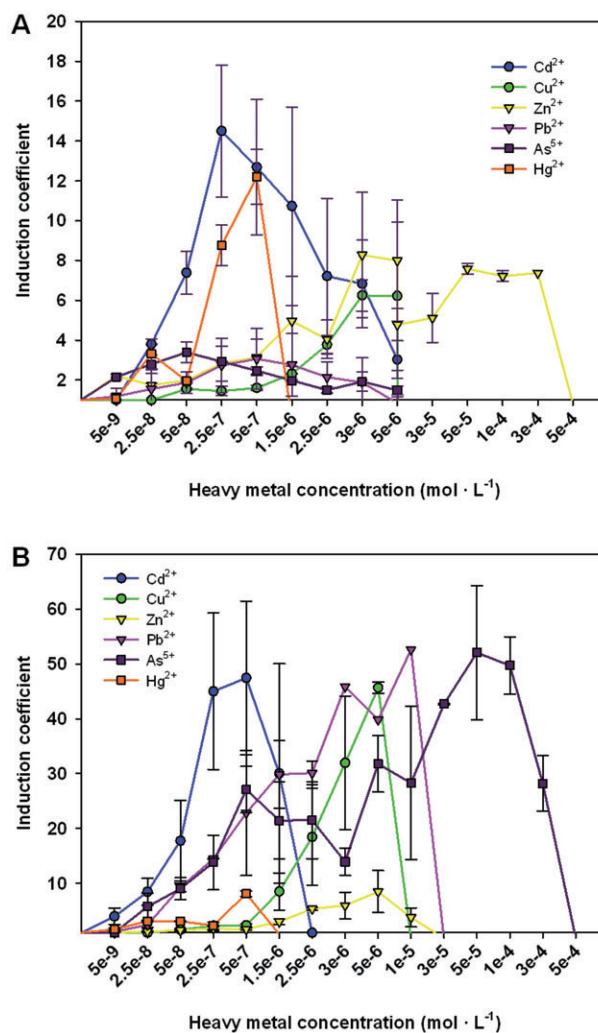 A
20
18
16
14
12
10
8
6
4
2
Induction coefficient
Cd2+
Cu2+
Zn2+
Pb2+
As5+
Hg2+
5e-9
2.5e-8
5e-8
2.5e-7
5e-7
1.5e-6
2.5e-6
3e-6
5e-6
3e-5
5e-5
1e-4
3e-4
5e-4
Heavy metal concentration (mol · L-1)
B
70
60
50
40
30
20
10
Induction coefficient
Cd2+
Cu2+
Zn2+
Pb2+
As5+
Hg2+
5e-9
2.5e-8
5e-8
2.5e-7
5e-7
1.5e-6
2.5e-6
3e-6
5e-6
1e-5
3e-5
5e-5
1e-4
3e-4
5e-4
Heavy metal concentration (mol · L-1)